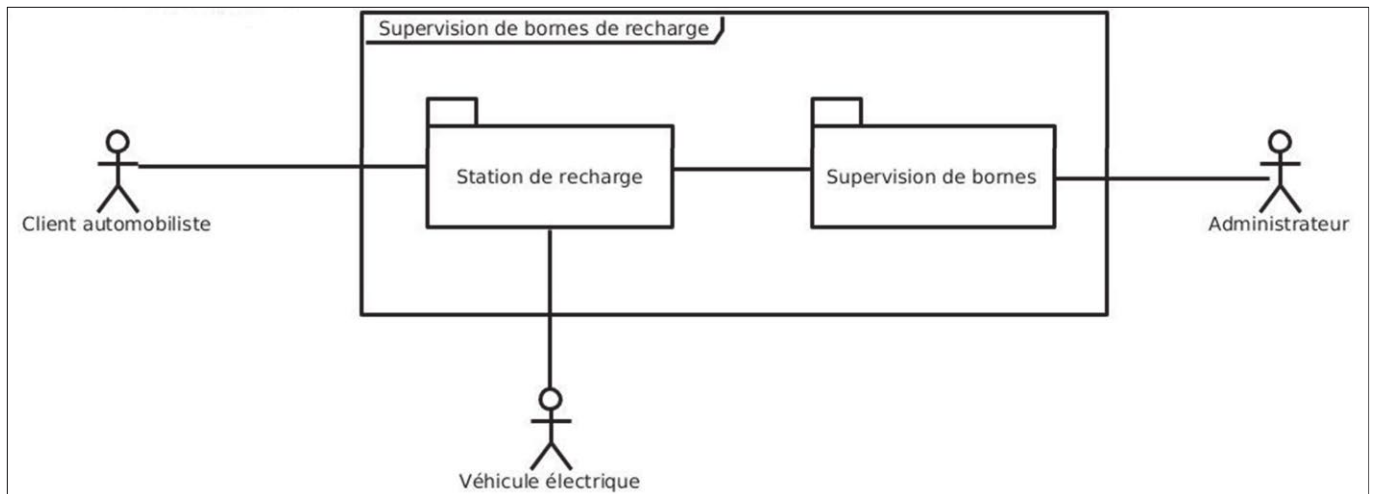 Supervision de bornes de recharge
Station de recharge
Supervision de bornes
Client automobiliste
Administrateur
Véhicule électrique